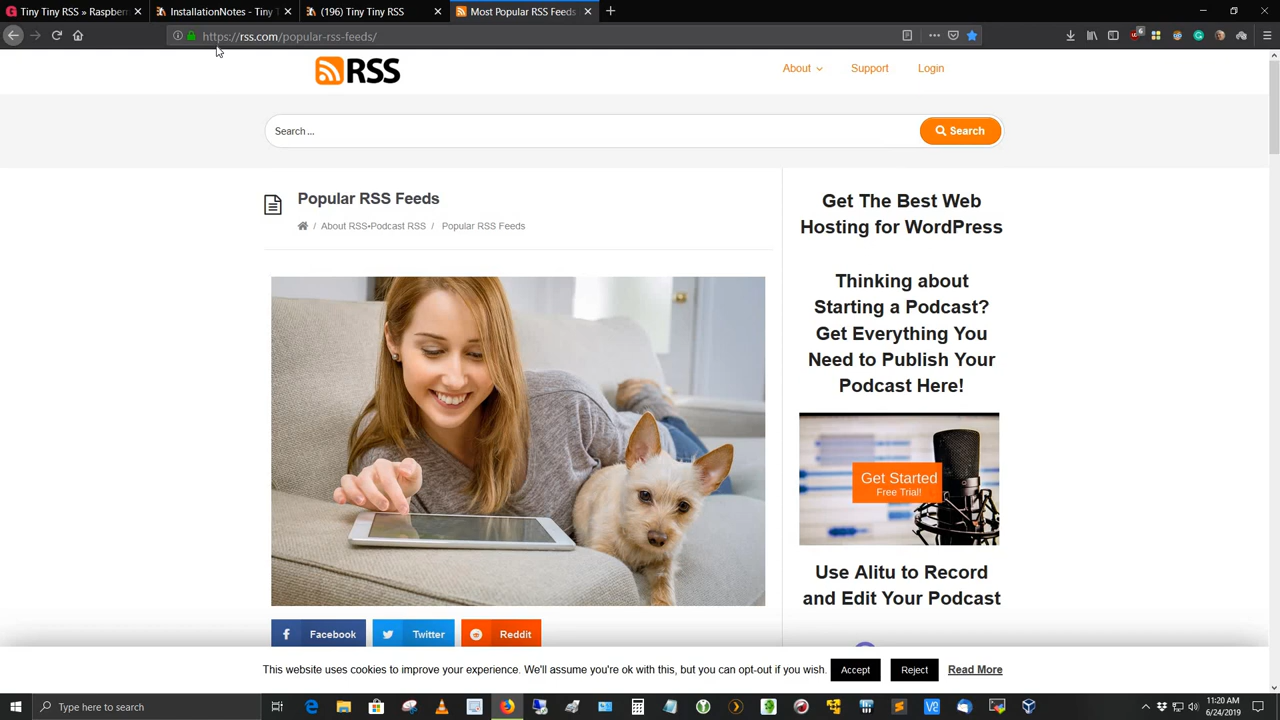 Tiny Tiny RSS » Raspberr
InstallationNotes - Tiny Tiny
(196) Tiny Tiny RSS
Most Popular RSS Feeds -
https://rss.com/popular-rss-feeds/
RSS
About
Support
Login
Search ...
Search
Popular RSS Feeds
/ About RSS•Podcast RSS / Popular RSS Feeds
Get The Best Web
Hosting for WordPress
Thinking about
Starting a Podcast?
Get Everything You
Need to Publish Your
Podcast Here!
Get Started
Free Trial!
Use Alitu to Record
and Edit Your Podcast
Facebook
Twitter
Reddit
This website uses cookies to improve your experience. We'll assume you're ok with this, but you can opt-out if you wish.
Accept
Reject
Read More
Type here to search
11:20 AM
6/24/2019